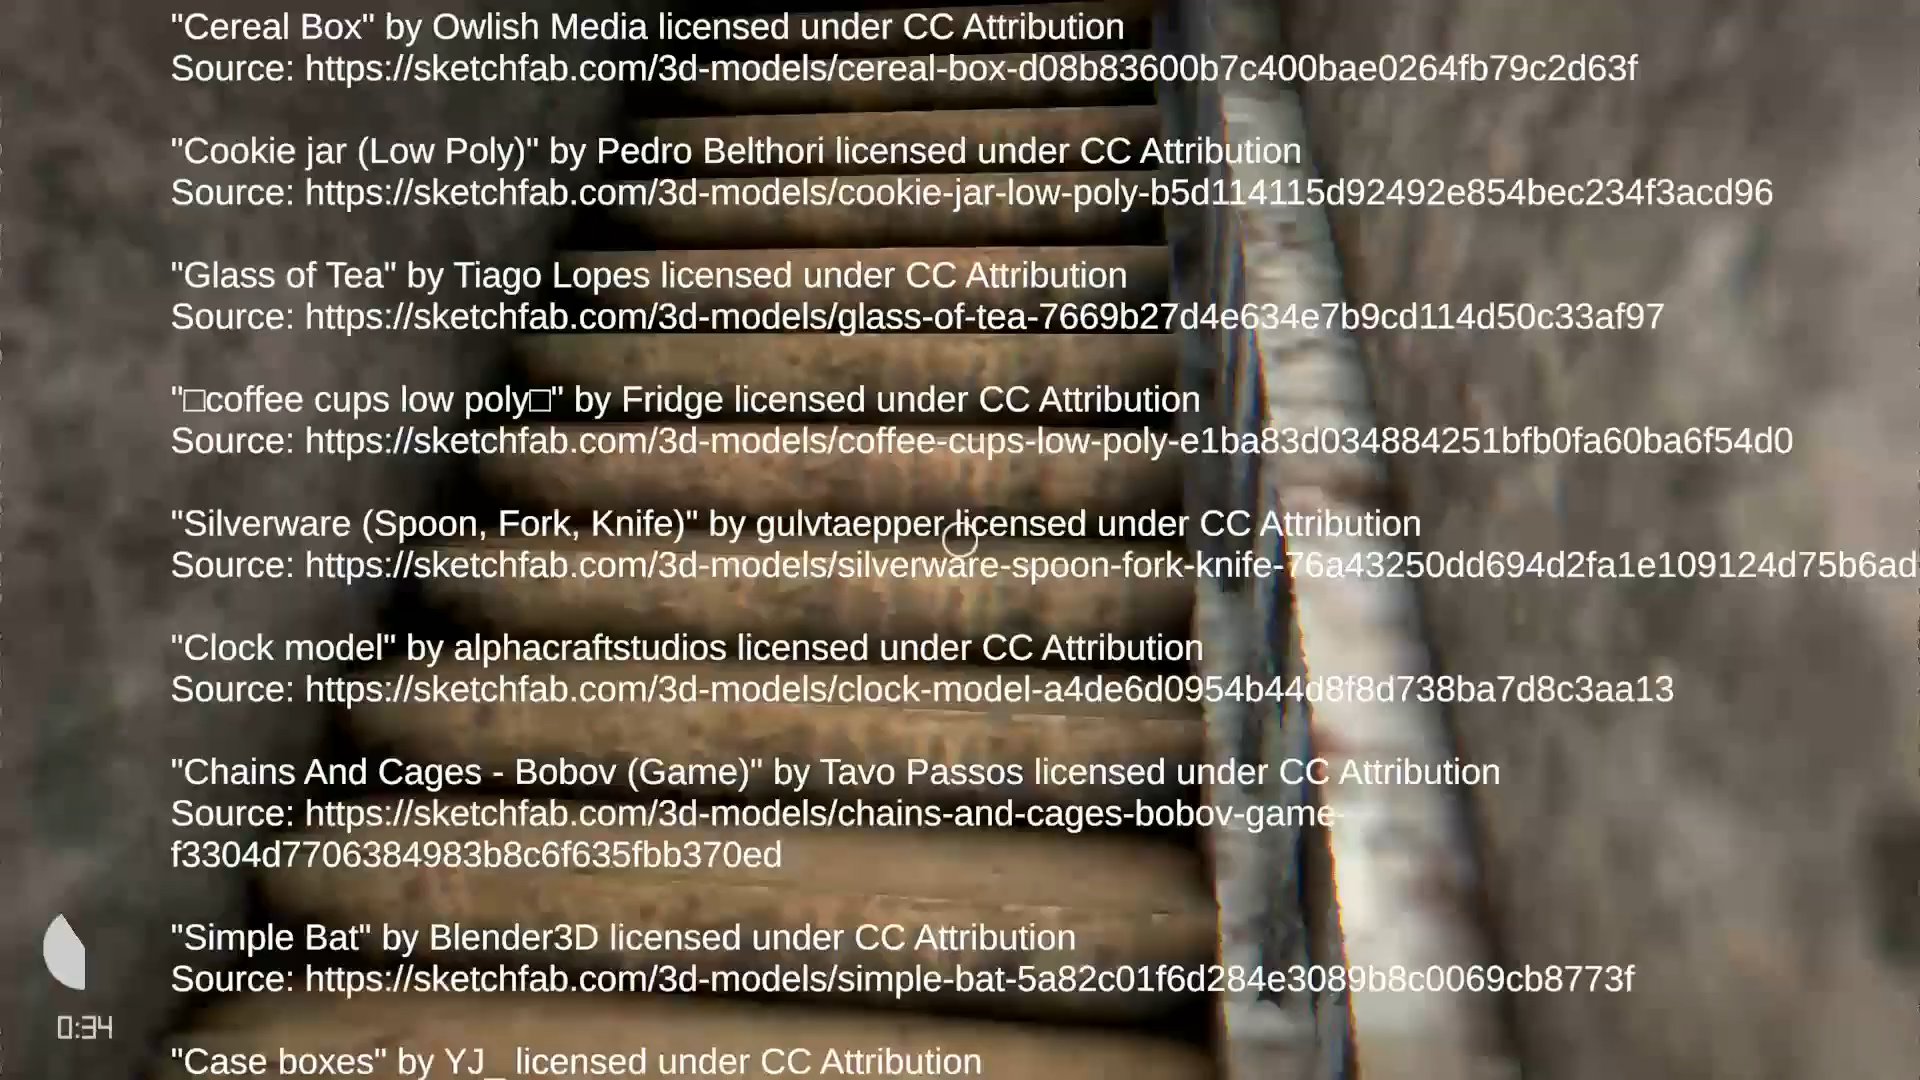 "Cereal Box" by Owlish Media licensed under CC Attribution
Source: https://sketchfab.com/3d-models/cereal-box-d08b83600b7c400bae0264fb79c2d63f
"Cookie jar (Low Poly)" by Pedro Belthori licensed under CC Attribution
Source: https://sketchfab.com/3d-models/cookie-jar-low-poly-b5d114115d92492e854bec234f3acd96
"Glass of Tea" by Tiago Lopes licensed under CC Attribution
Source: https://sketchfab.com/3d-models/glass-of-tea-7669b27d4e634e7b9cd114d50c33af97
"□coffee cups low poly□" by Fridge licensed under CC Attribution
Source: https://sketchfab.com/3d-models/coffee-cups-low-poly-e1ba83d034884251bfb0fa60ba6f54d0
"Silverware (Spoon, Fork, Knife)" by gulvtaepper licensed under CC Attribution
Source: https://sketchfab.com/3d-models/silverware-spoon-fork-knife-76a43250dd694d2fa1e109124d75b6ad
"Clock model" by alphacraftstudios licensed under CC Attribution
Source: https://sketchfab.com/3d-models/clock-model-a4de6d0954b44d8f8d738ba7d8c3aa13
"Chains And Cages - Bobov (Game)" by Tavo Passos licensed under CC Attribution
Source: https://sketchfab.com/3d-models/chains-and-cages-bobov-game-
f3304d7706384983b8c6f635fbb370ed
"Simple Bat" by Blender3D licensed under CC Attribution
Source: https://sketchfab.com/3d-models/simple-bat-5a82c01f6d284e3089b8c0069cb8773f
0:34
"Case boxes" by YJ_ licensed under CC Attribution